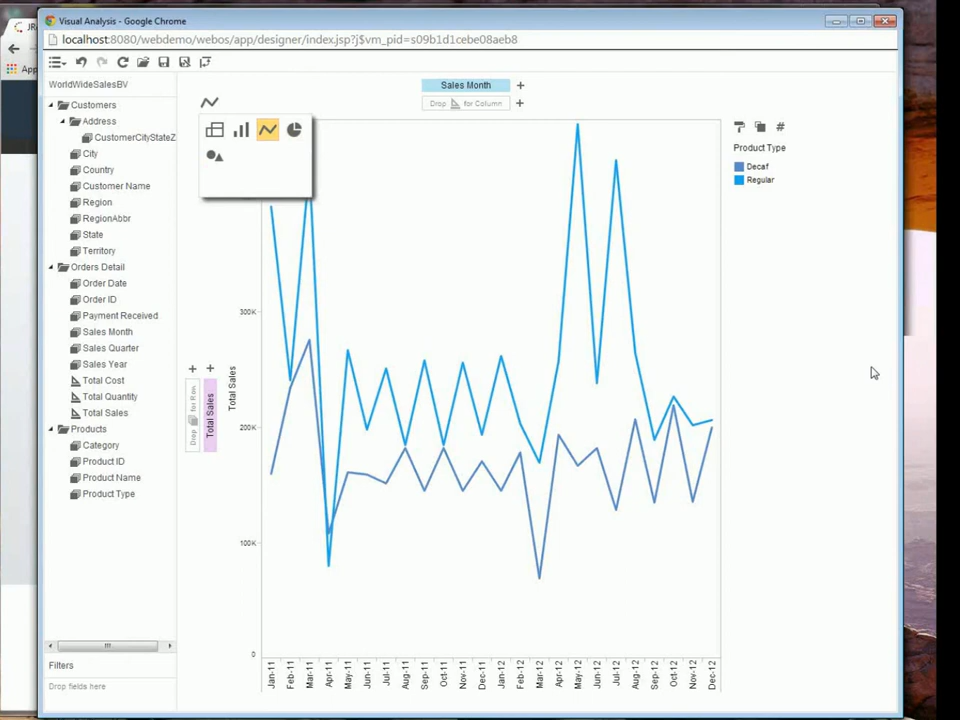 Visual Analysis - Google Chrome
localhost:8080/webdemo/webos/app/designer/index.jsp?j$vm_pid=s09b1d1cebe08aeb8
App
WorldWideSalesBV
Customers
Address
CustomerCityStateZ
City
Country
Customer Name
Region
RegionAbbr
State
Territory
Orders Detail
Order Date
Order ID
Payment Received
Sales Month
Sales Quarter
Sales Year
Total Cost
Total Quantity
Total Sales
Products
Category
Product ID
Product Name
Product Type
Filters
Drop fields here
Sales Month
Drop for Column
Drop for Row
Total Sales
Total Sales
300K
200K
100K
0
Jan-11
Feb-11
Mar-11
Apr-11
May-11
Jun-11
Jul-11
Aug-11
Sep-11
Oct-11
Nov-11
Dec-11
Jan-12
Feb-12
Mar-12
Apr-12
May-12
Jun-12
Jul-12
Aug-12
Sep-12
Oct-12
Nov-12
Dec-12
#
Product Type
Decaf
Regular